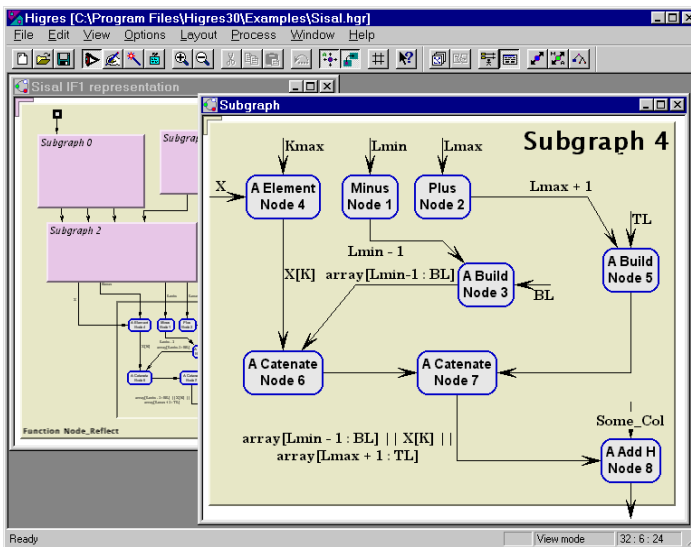 Higres [C:\Program Files\Higres30\Examples\Sisal.hgr]
File Edit View Options Layout Process Window Help
Sisal IF1 representation
Subgraph 0
Subgraph 2
Function Node_Reflect
Subgraph
Subgraph 4
Kmax
Lmin
Lmax
X
A Element
Node 4
Minus
Node 1
Plus
Node 2
Lmax + 1
TL
Lmin - 1
A Build
Node 5
X[K]
array[Lmin-1 : BL]
A Build
Node 3
BL
A Catenate
Node 6
A Catenate
Node 7
Some_Col
array[Lmin - 1 : BL] || X[K] ||
array[Lmax + 1 : TL]
A Add H
Node 8
Ready
View mode
32 : 6 : 24